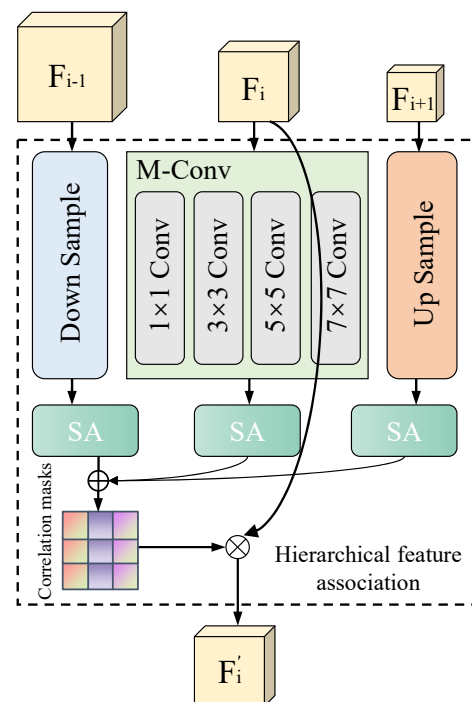 Fi-1
Fi
Fi+1
Down Sample
M-Conv
1×1 Conv
3×3 Conv
5×5 Conv
7×7 Conv
Up Sample
SA
SA
SA
Correlation masks
Hierarchical feature
association
Fi′